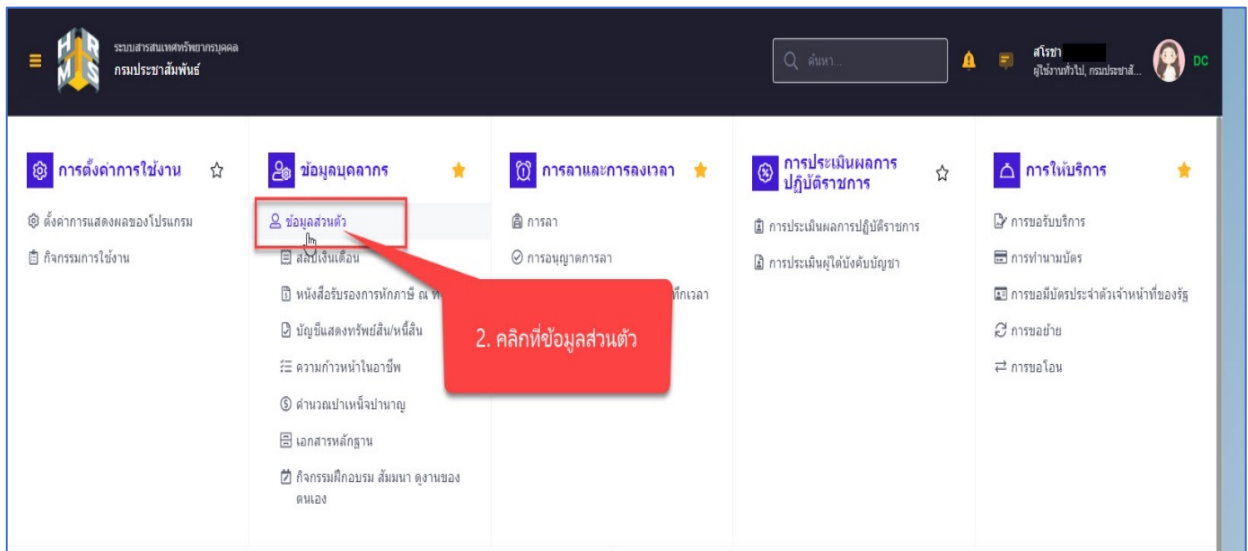 HR
MIS
ระบบสารสนเทศทรัพยากรบุคคล
กรมประชาสัมพันธ์
ค้นหา...
สโรชา
ผู้ใช้งานทั่วไป, กรมประชาสั...
DC
การตั้งค่าการใช้งาน
ตั้งค่าการแสดงผลของโปรแกรม
กิจกรรมการใช้งาน
ข้อมูลบุคลากร
ข้อมูลส่วนตัว
สลิปเงินเดือน
หนังสือรับรองการหักภาษี ณ
บัญชีแสดงทรัพย์สิน/หนี้สิน
ความก้าวหน้าในอาชีพ
คำนวณบำเหน็จบำนาญ
เอกสารหลักฐาน
กิจกรรมฝึกอบรม สัมมนา ดูงานของ
ตนเอง
การลาและการลงเวลา
การลา
การอนุญาตการลา
ทึกเวลา
2. คลิกที่ข้อมูลส่วนตัว
การประเมินผลการ
ปฏิบัติราชการ
การประเมินผลการปฏิบัติราชการ
การประเมินผู้ใต้บังคับบัญชา
การให้บริการ
การขอรับบริการ
การทำนามบัตร
การขอมีบัตรประจำตัวเจ้าหน้าที่ของรัฐ
การขอย้าย
การขอโอน